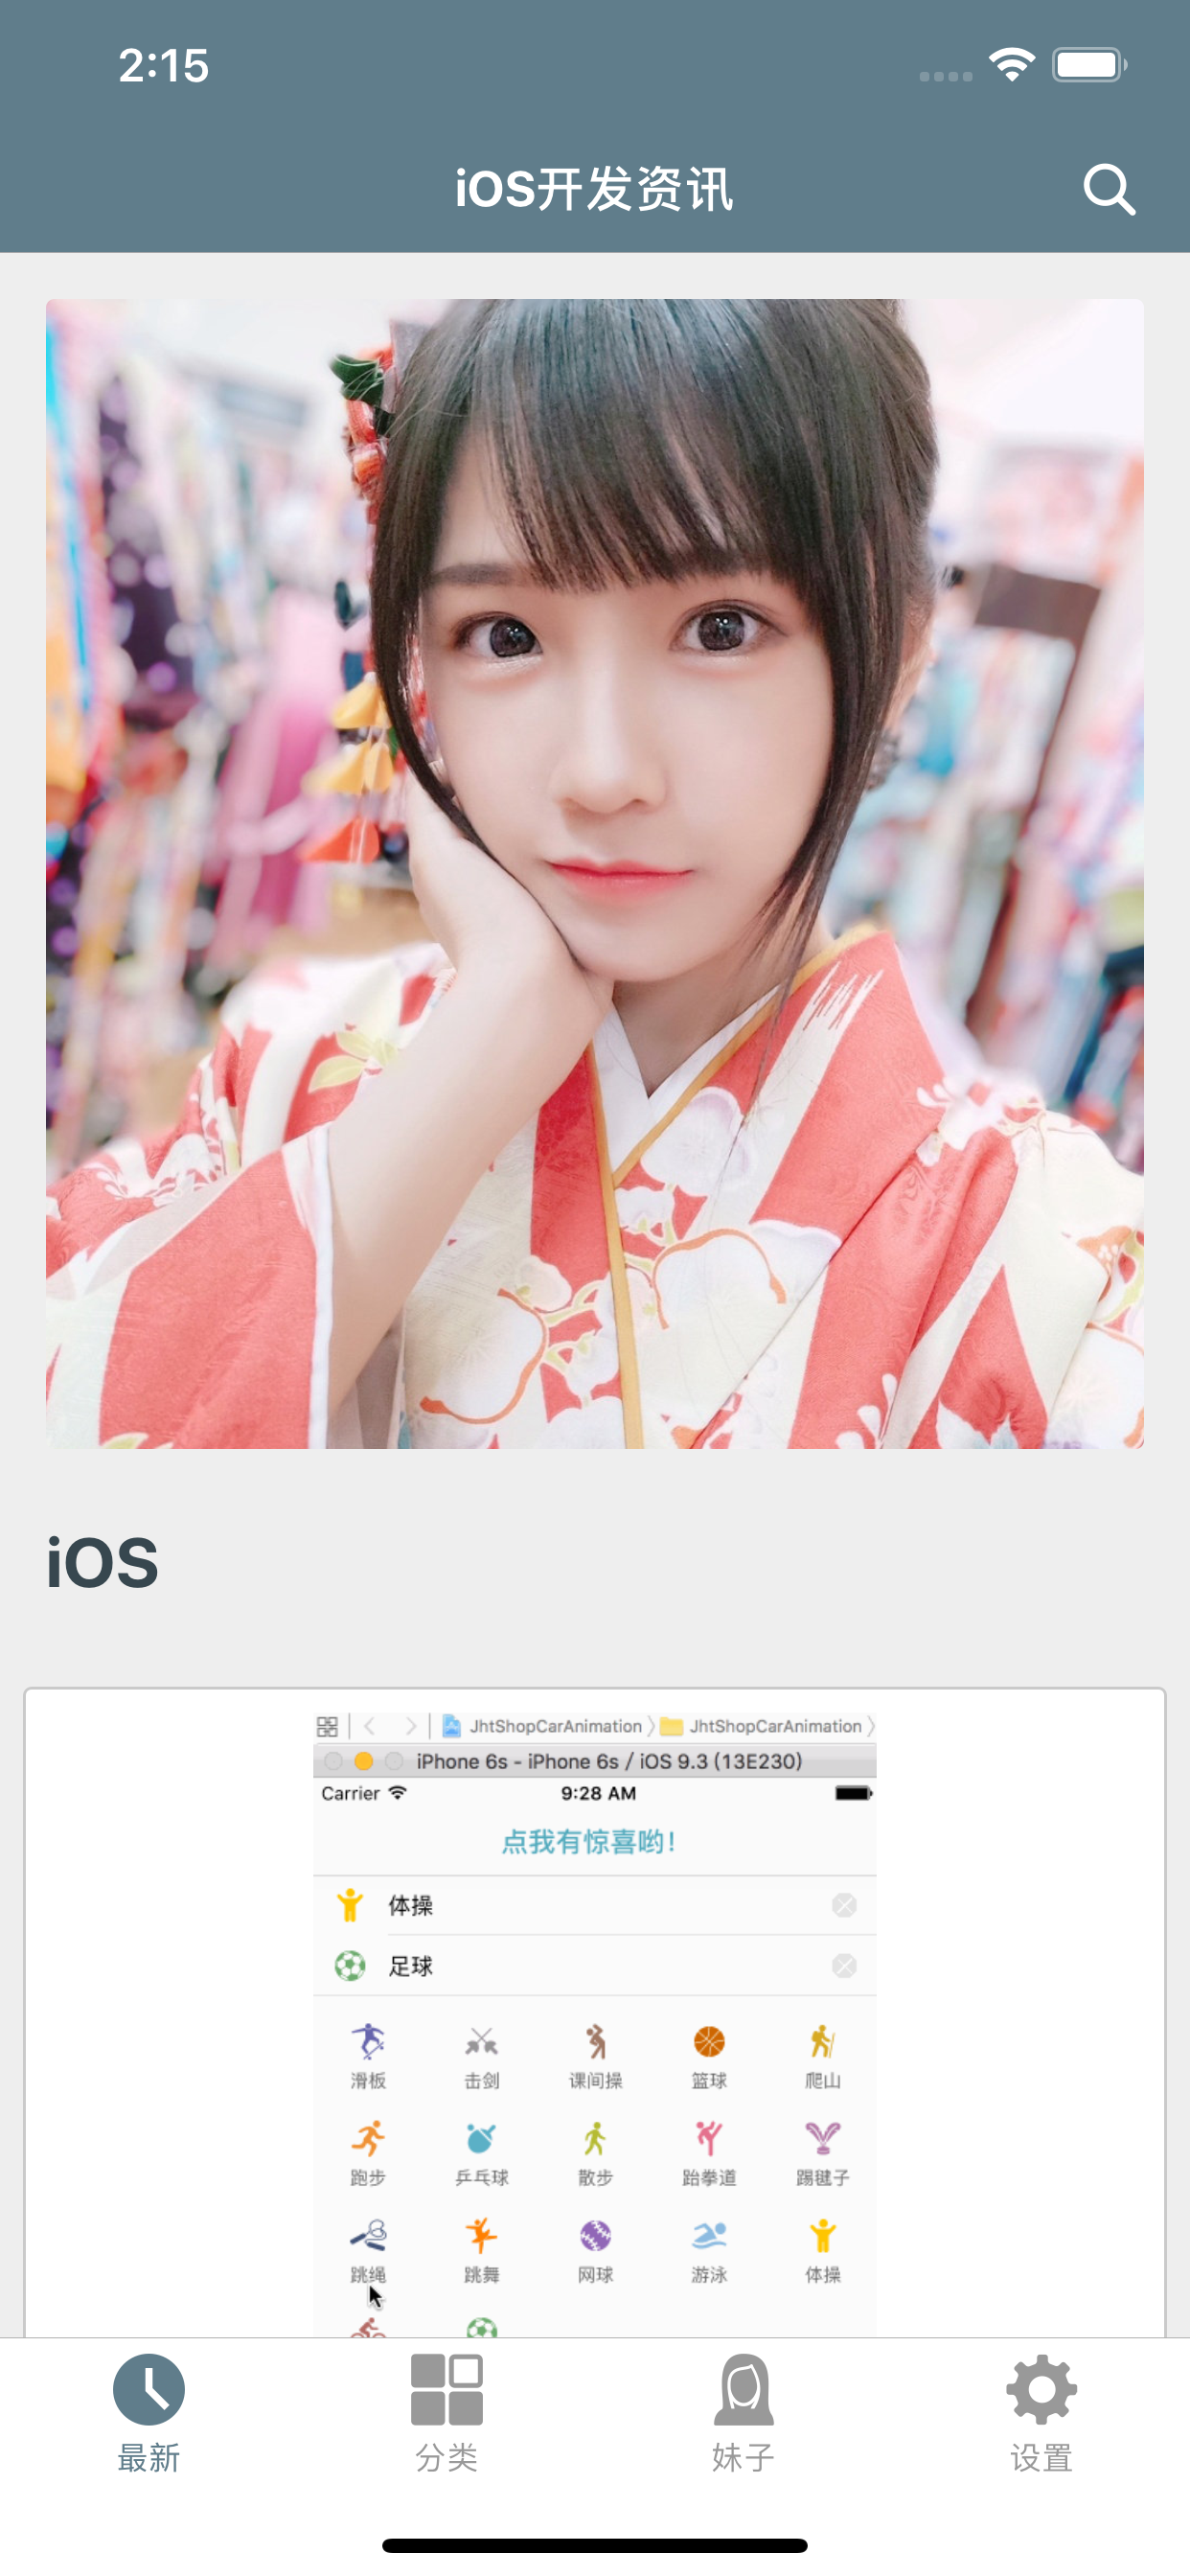 2:15
iOS开发资讯
iOS
JhtShopCarAnimation 〉 JhtShopCarAnimation 〉
iPhone 6s - iPhone 6s / iOS 9.3 (13E230)
Carrier 9:28 AM
点我有惊喜哟！
体操
足球
滑板 击剑 课间操 篮球 爬山
跑步 乒乓球 散步 跆拳道 踢毽子
跳绳 跳舞 网球 游泳 体操
最新 分类 妹子 设置